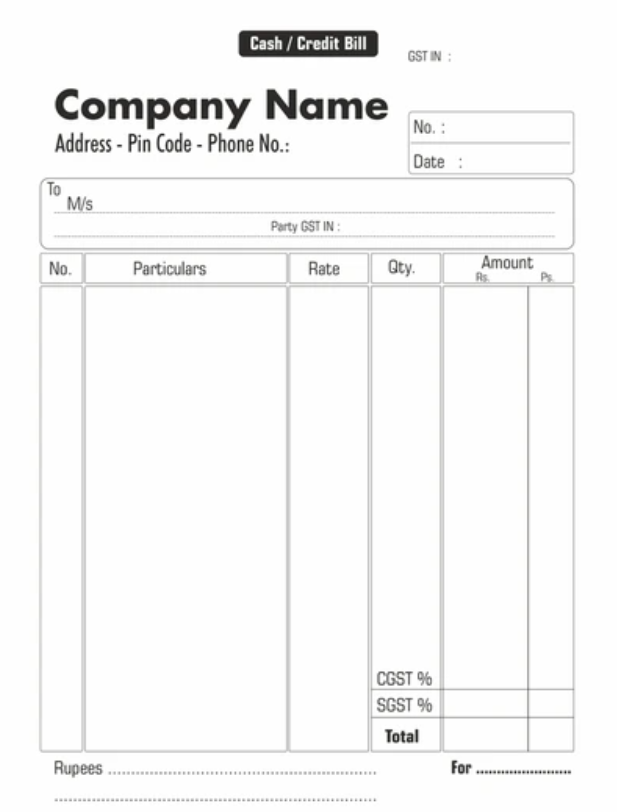 Cash / Credit Bill
GST IN :
Company Name
Address - Pin Code - Phone No.:
No. :
Date :
To
M/s
Party GST IN :
No. Particulars Rate Qty. Amount
Rs. Ps.
CGST %
SGST %
Total
Rupees ................................................................ For ........................
................................................................................